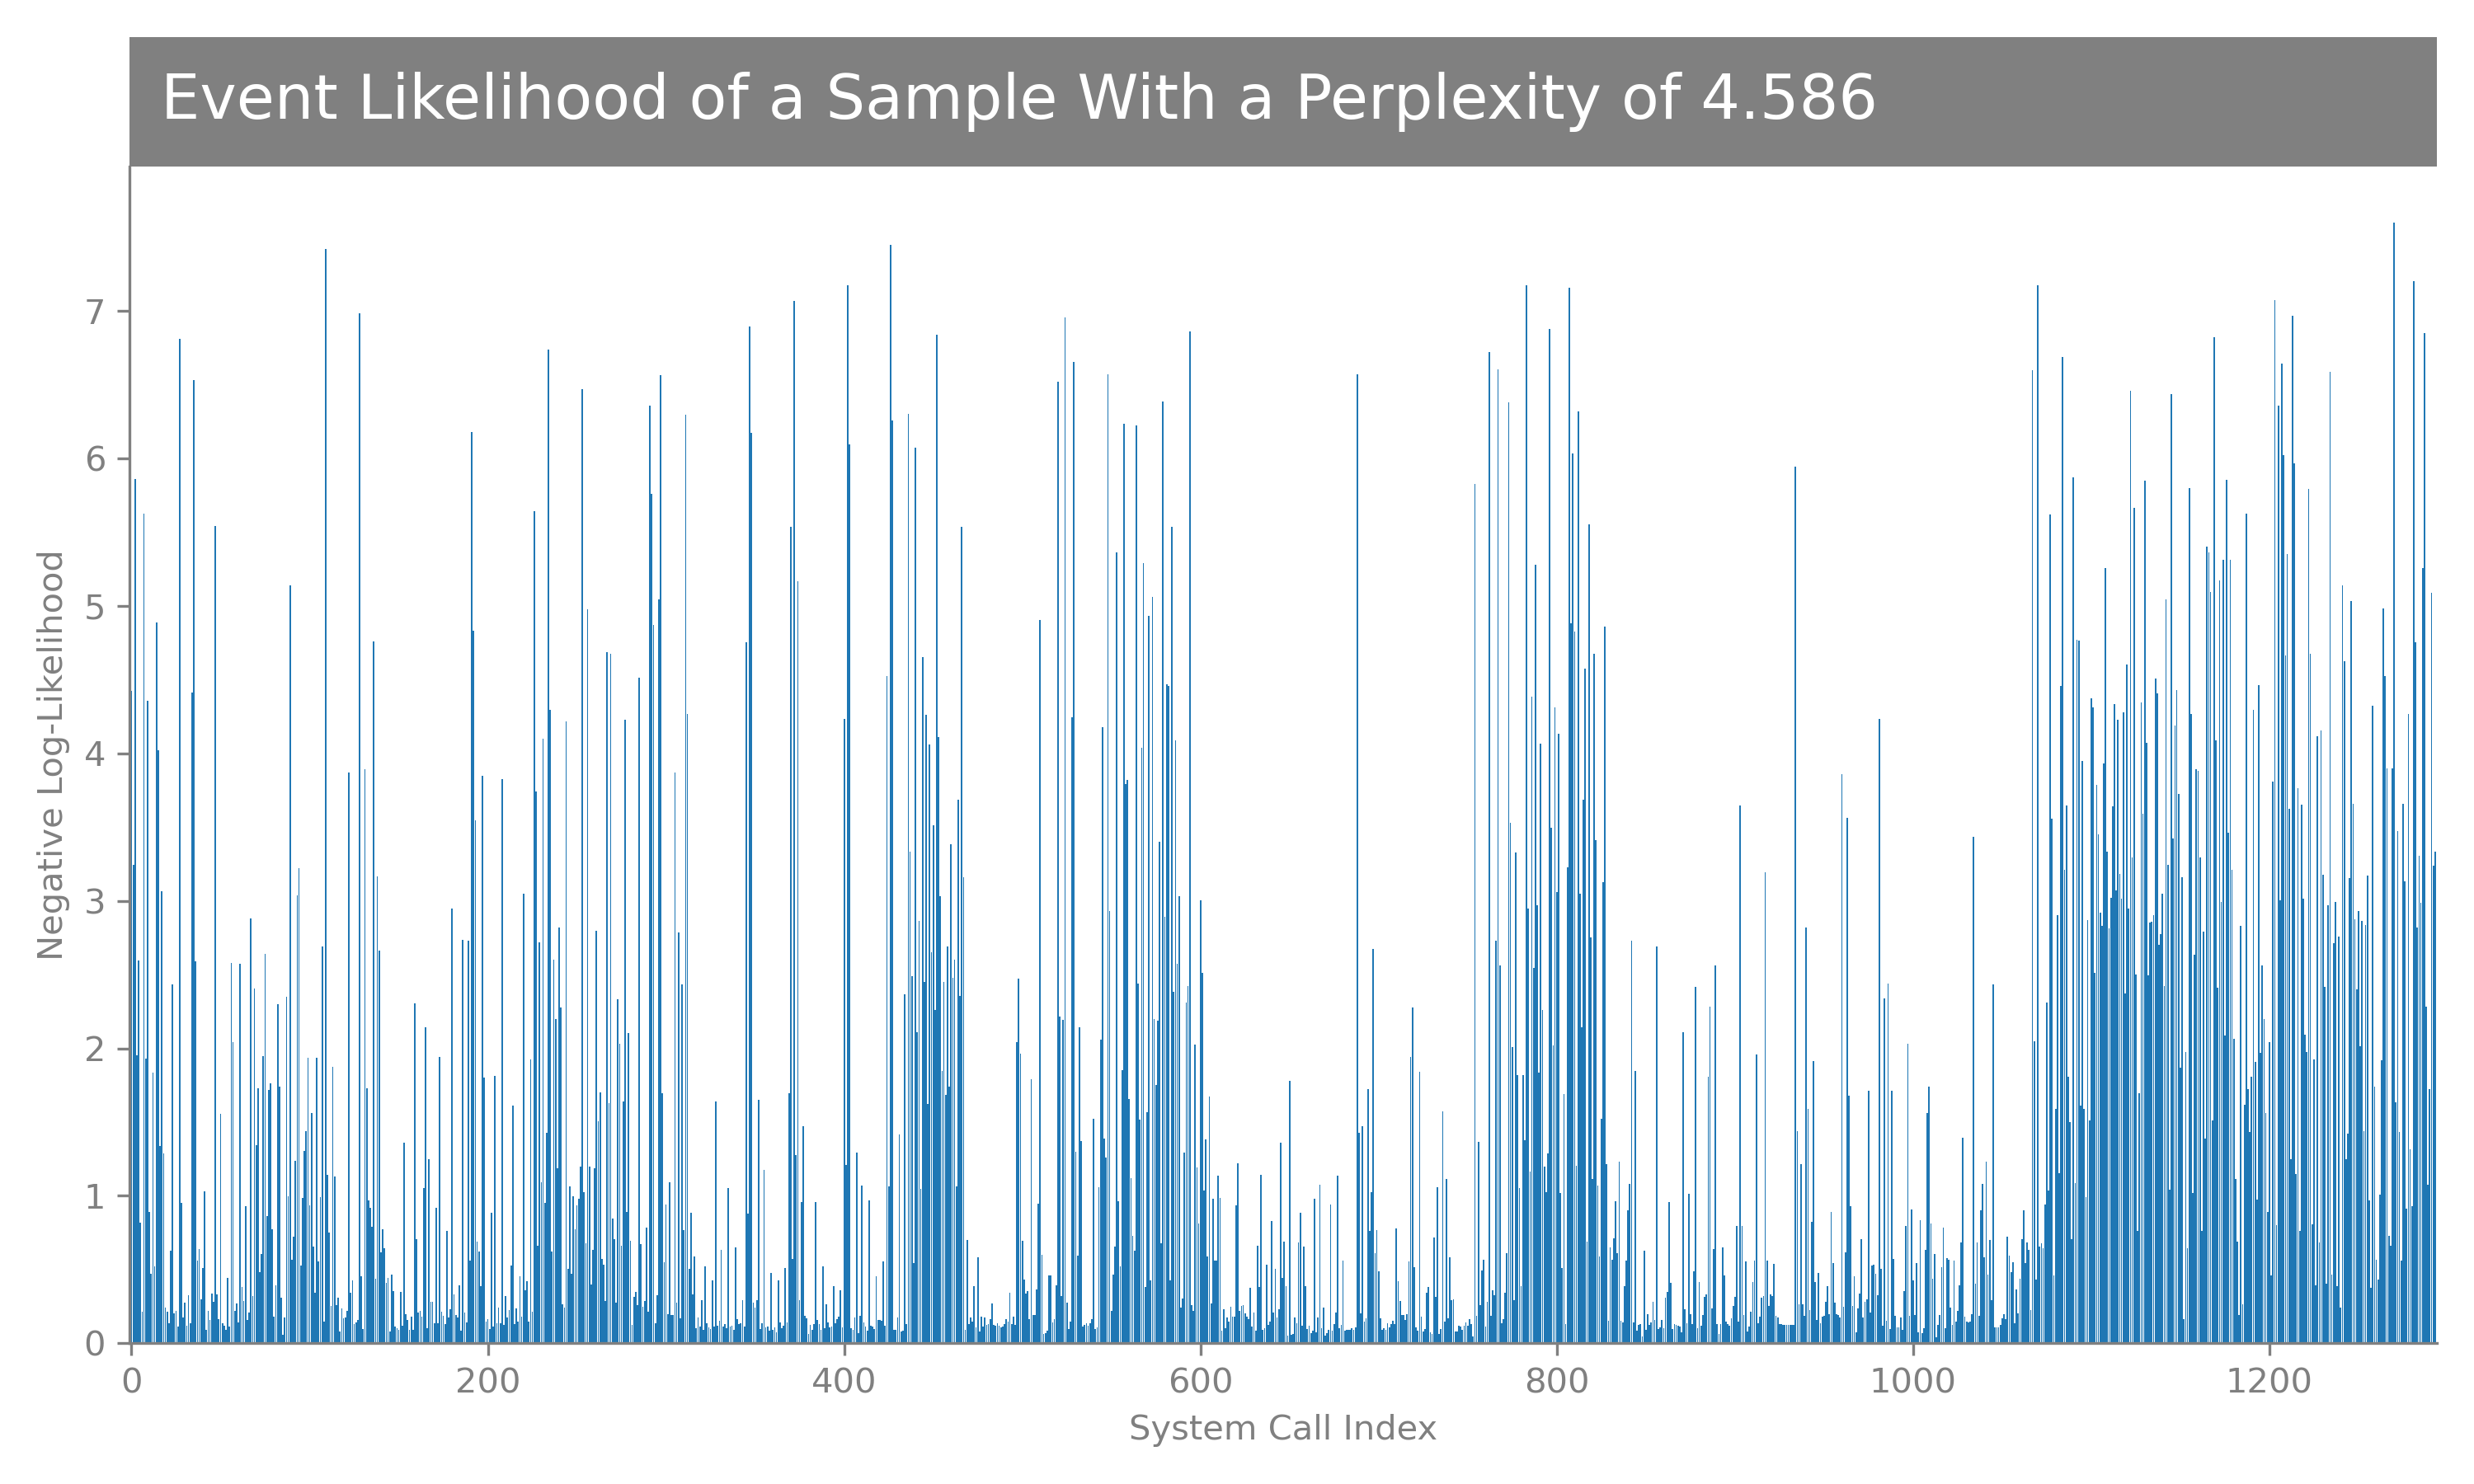 Event Likelihood of a Sample With a Perplexity of 4.586
7
6
5
4
3
2
1
0
Negative Log-Likelihood
0 200 400 600 800 1000 1200
System Call Index